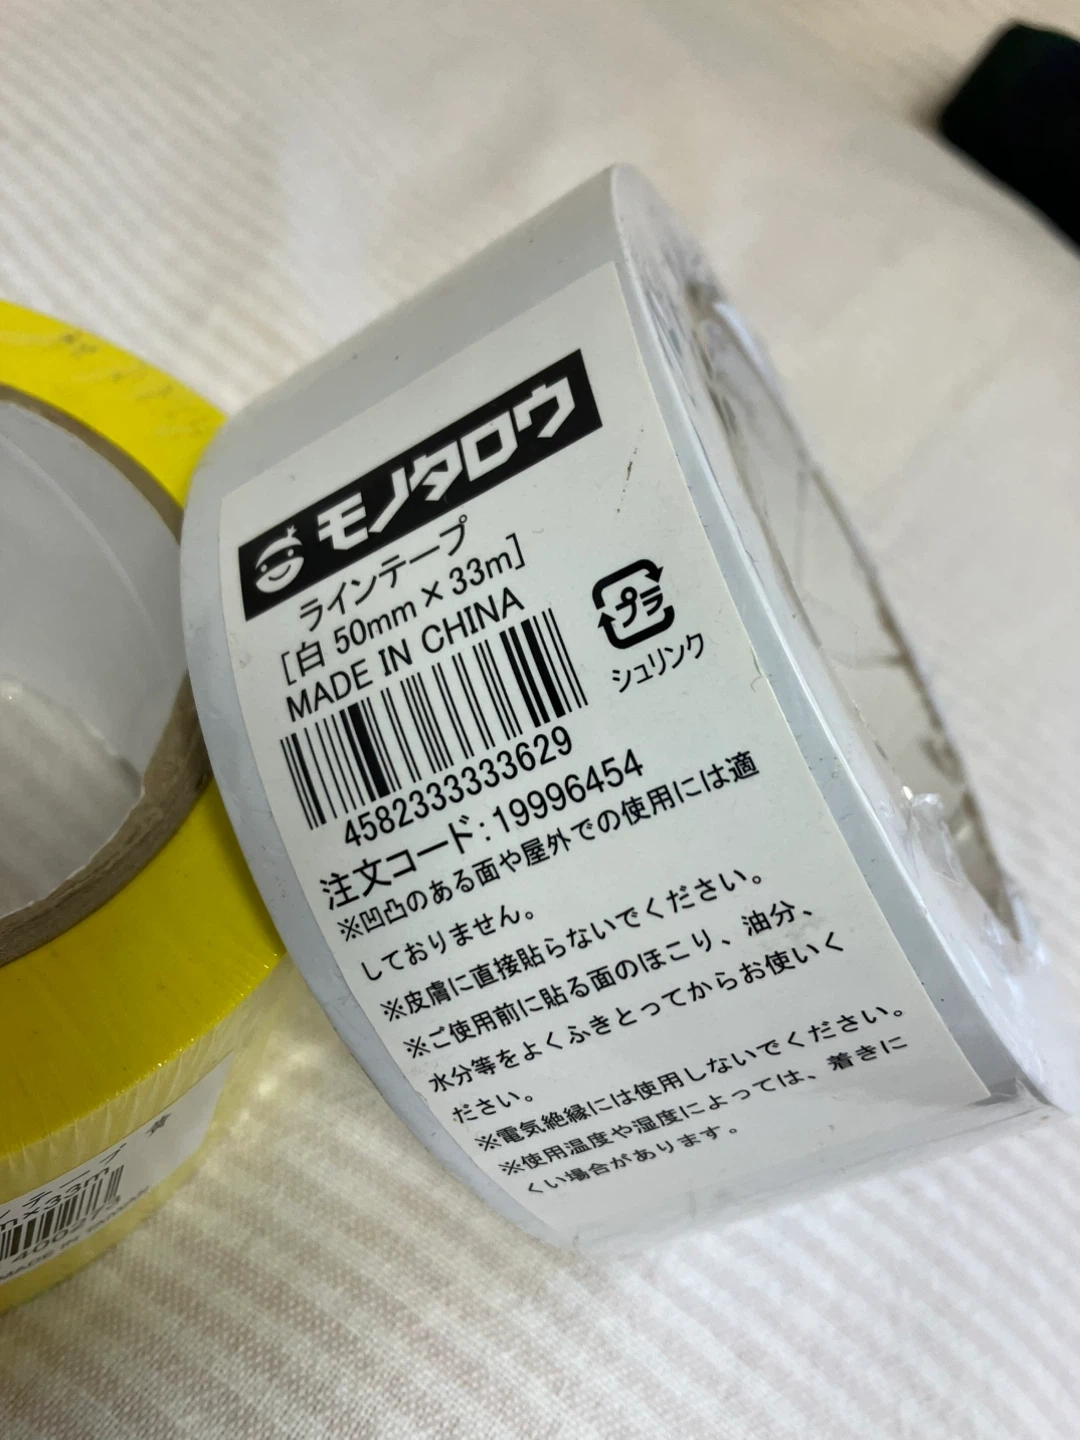 モノタロウ
ラインテープ
[白 50mm×33m]
MADE IN CHINA
プラ
シュリンク
4582333333629
注文コード:19996454
※凹凸のある面や屋外での使用には適
しておりません。
※皮膚に直接貼らないでください。
※ご使用前に貼る面のほこり、油分、
水分等をよくふきとってからお使いく
ださい。
※電気絶縁には使用しないでください。
※使用温度や湿度によっては、着きに
くい場合があります。
テープ 黄
×33m
MADE IN